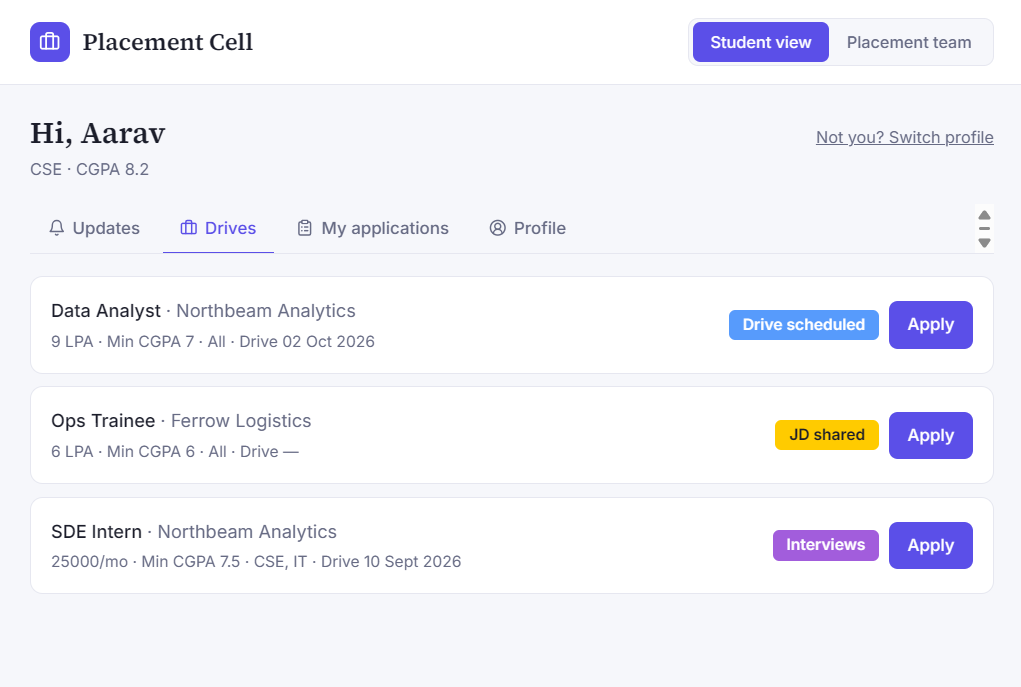 Placement Cell
Student view
Placement team
Hi, Aarav
Not you? Switch profile
CSE · CGPA 8.2
Updates
Drives
My applications
Profile
Data Analyst · Northbeam Analytics
9 LPA · Min CGPA 7 · All · Drive 02 Oct 2026
Drive scheduled
Apply
Ops Trainee · Ferrow Logistics
6 LPA · Min CGPA 6 · All · Drive —
JD shared
Apply
SDE Intern · Northbeam Analytics
25000/mo · Min CGPA 7.5 · CSE, IT · Drive 10 Sept 2026
Interviews
Apply